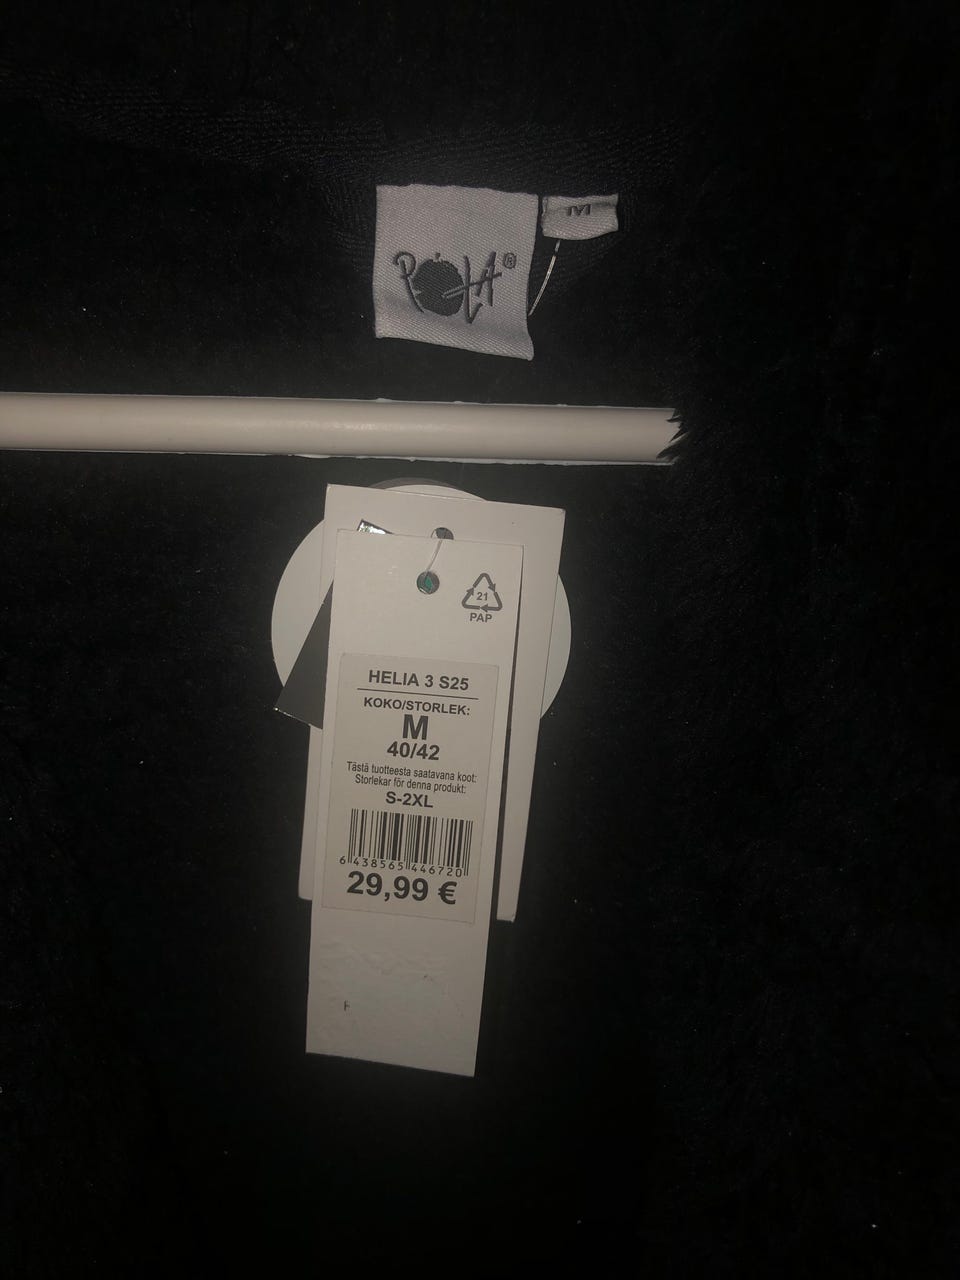 POLA®
M
21
PAP
HELIA 3 S25
KOKO/STORLEK:
M
40/42
Tästä tuotteesta saatavana koot:
Storlekar för denna produkt:
S-2XL
6 438565 446720
29,99 €